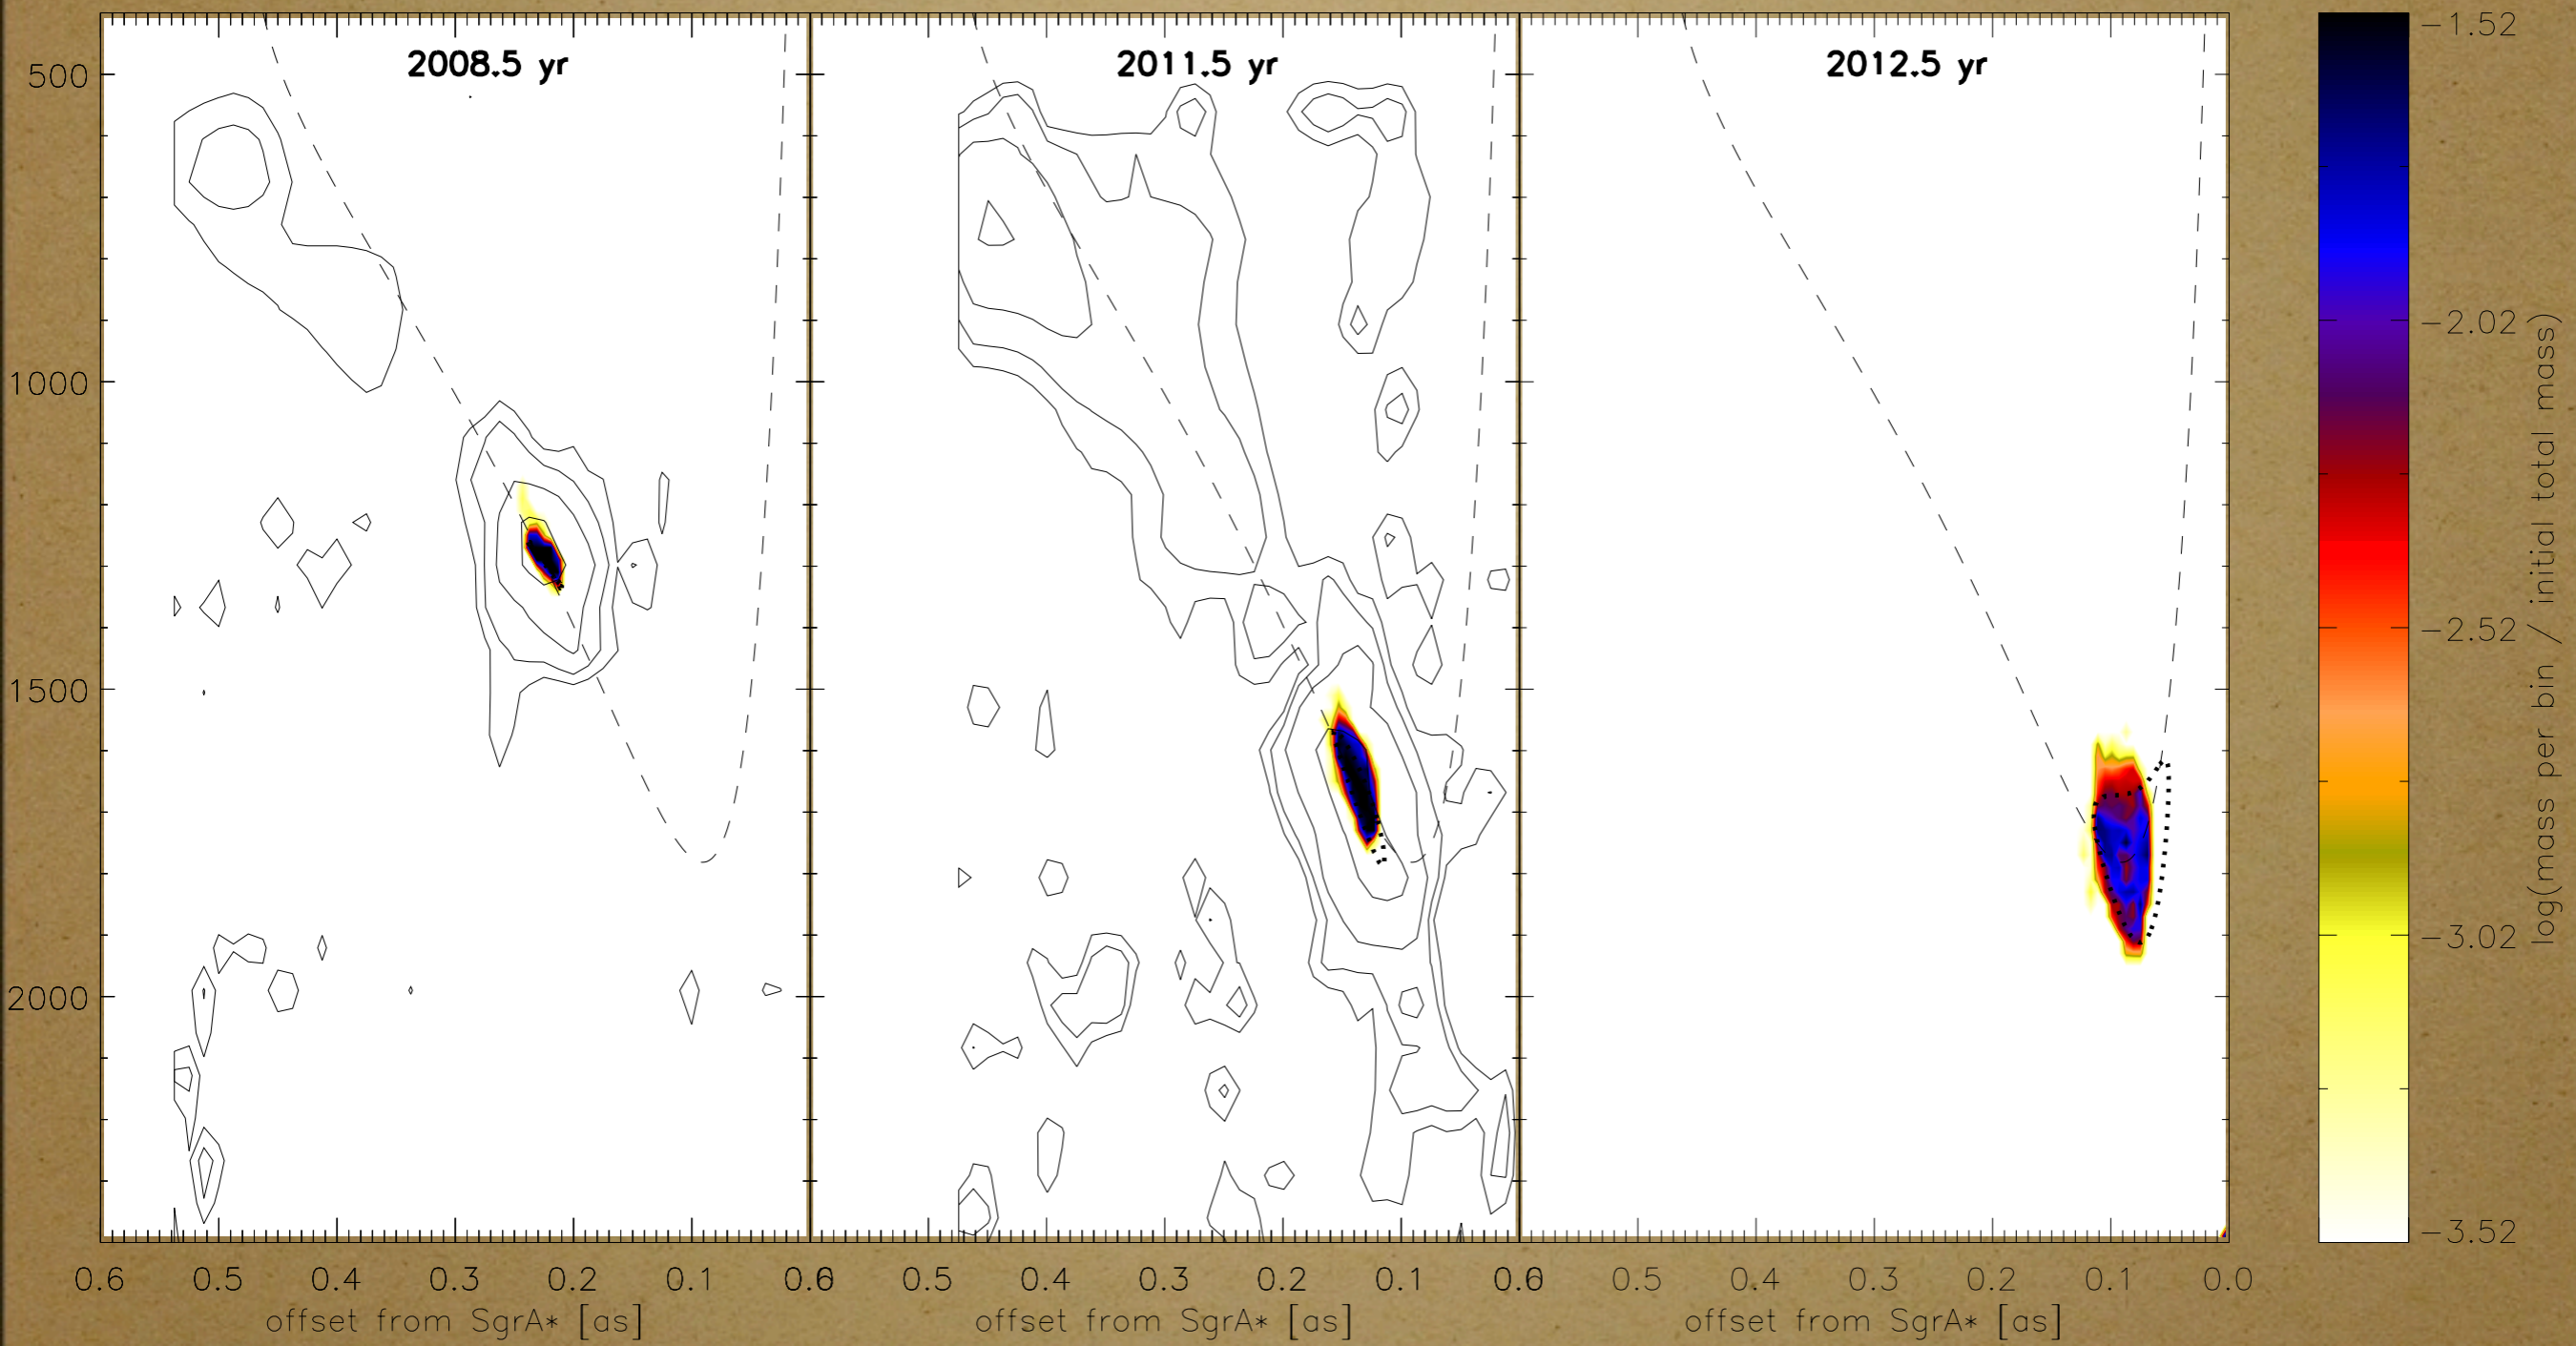 2008.5 yr
2011.5 yr
2012.5 yr
500
1000
1500
2000
0.6 0.5 0.4 0.3 0.2 0.1 0.0
0.6 0.5 0.4 0.3 0.2 0.1 0.0
0.6 0.5 0.4 0.3 0.2 0.1 0.0
offset from SgrA* [as]
offset from SgrA* [as]
offset from SgrA* [as]
-1.52
-2.02
-2.52
-3.02
-3.52
log(mass per bin / initial total mass)